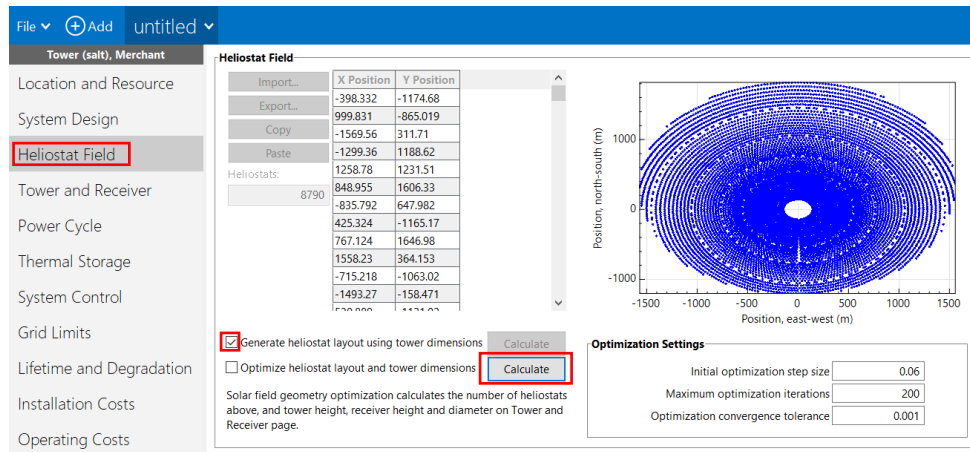 File Add untitled
Tower (salt), Merchant
Location and Resource
System Design
Heliostat Field
Tower and Receiver
Power Cycle
Thermal Storage
System Control
Grid Limits
Lifetime and Degradation
Installation Costs
Operating Costs
Heliostat Field
Import...
Export...
Copy
Paste
Heliostats:
8790
X Position Y Position
-398.332 -1174.68
999.831 -865.019
-1569.56 311.71
-1299.36 1188.62
1258.78 1231.51
848.955 1606.33
-835.792 647.982
425.324 -1165.17
767.124 1646.98
1558.23 364.153
-715.218 -1063.02
-1493.27 -158.471
Position, north-south (m)
1000
0
-1000
-1500 -1000 -500 0 500 1000 1500
Position, east-west (m)
Generate heliostat layout using tower dimensions Calculate
Optimize heliostat layout and tower dimensions Calculate
Solar field geometry optimization calculates the number of heliostats
above, and tower height, receiver height and diameter on Tower and
Receiver page.
Optimization Settings
Initial optimization step size 0.06
Maximum optimization iterations 200
Optimization convergence tolerance 0.001